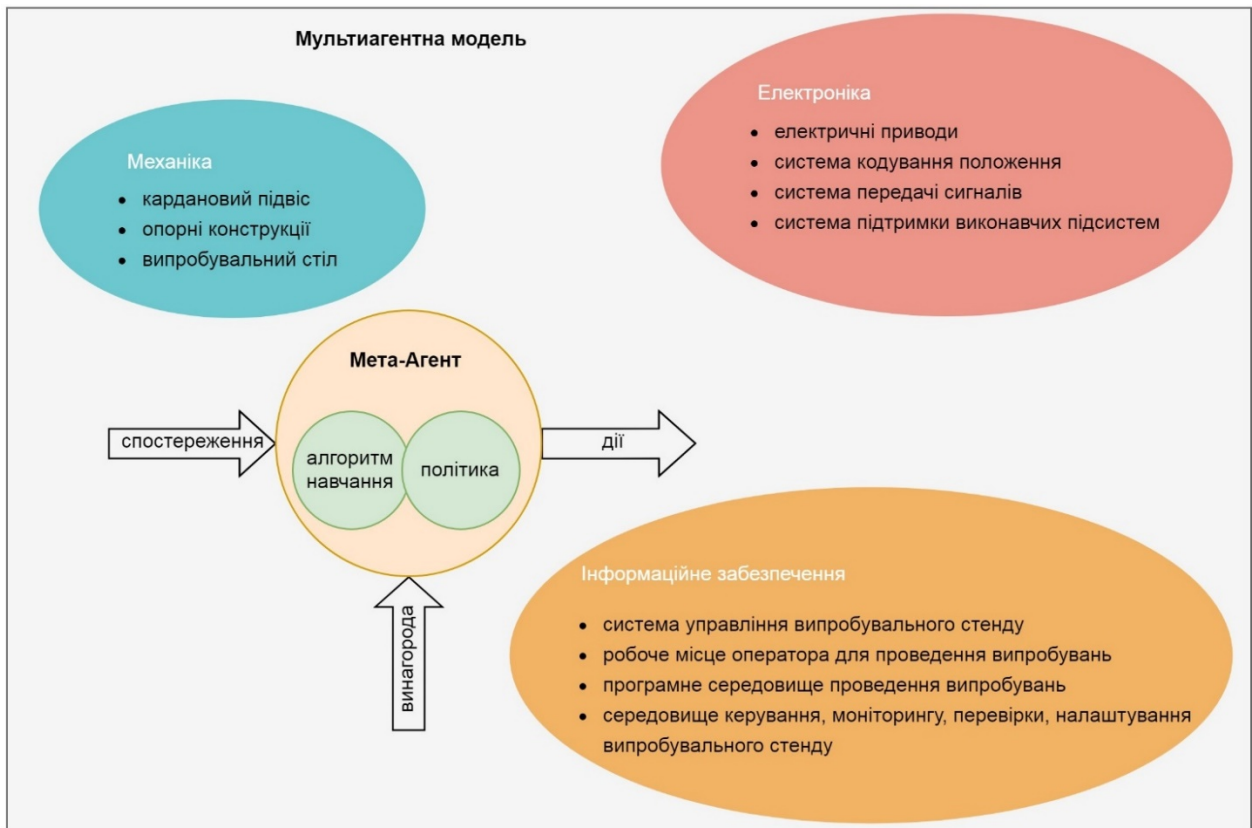 Мультиагентна модель
Механіка
• кардановий підвіс
• опорні конструкції
• випробувальний стіл
Електроніка
• електричні приводи
• система кодування положення
• система передачі сигналів
• система підтримки виконавчих підсистем
Мета-Агент
спостереження
алгоритм
навчання
політика
дії
винагорода
Інформаційне забезпечення
• система управління випробувального стенду
• робоче місце оператора для проведення випробувань
• програмне середовище проведення випробувань
• середовище керування, моніторингу, перевірки, налаштування
випробувального стенду